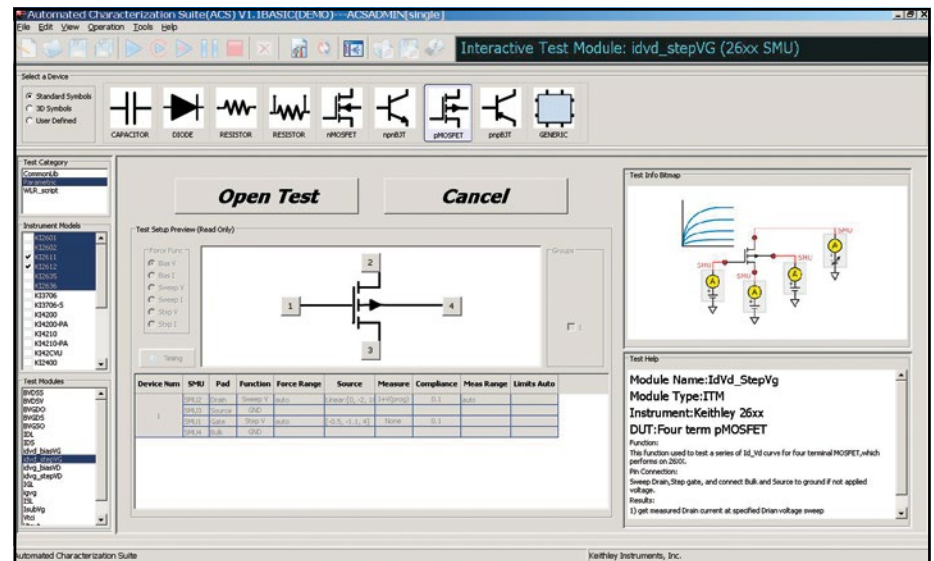 Automated Characterization Suite(ACS) V1.1BASIC(DEMO)---ACSADMIN[single]
File Edit View Operation Tools Help
Interactive Test Module: idvd_stepVG (26xx SMU)
Select a Device
Standard Symbols
3D Symbols
User Defined
CAPACITOR DIODE RESISTOR RESISTOR nMOSFET npnBJT pMOSFET pnpBJT GENERIC
Test Category
CommonLib
Parametric
WLR_script
Instrument Models
KI2601
KI2602
KI2611
KI2612
KI2635
KI2636
KI3706
KI3706-S
KI4200
KI4200-PA
KI4210
KI4210-PA
KI42CVU
KI2400
Test Modules
BVDSS
BVDSV
BVGDO
BVGDS
BVGSO
IDL
IDS
idvd_biasVG
idvd_stepVG
idvg_biasVD
idvg_stepVD
IGL
igvg
ISL
IsubVg
Vtci
Open Test Cancel
Test Setup Preview (Read Only)
Force Func
Bias V
Bias I
Sweep V
Sweep I
Step V
Step I
Timing
2
1
4
3
Groups
1
Device Num SMU Pad Function Force Range Source Measure Compliance Meas Range Limits Auto
1
SMU2 Drain Sweep V auto Linear:[0, -2, I+V(prog) 0.1 auto
SMU3 Source GND
SMU1 Gate Step V auto [-0.5, -1.1, 4] None 0.1
SMU4 Bulk GND
Test Info Bitmap
SMU
SMU
SMU
SMU
A
A
A
A
Test Help
Module Name:IdVd_StepVg
Module Type:ITM
Instrument:Keithley 26xx
DUT:Four term pMOSFET
Function:
This function used to test a series of Id_Vd curve for four terminal MOSFET,which
performs on 26XX.
Pin Connection:
Sweep Drain,Step gate, and connect Bulk and Source to ground if not applied
voltage.
Results:
1) get measured Drain current at specified Drian voltage sweep
Automated Characterization Suite
Keithley Instruments, Inc.